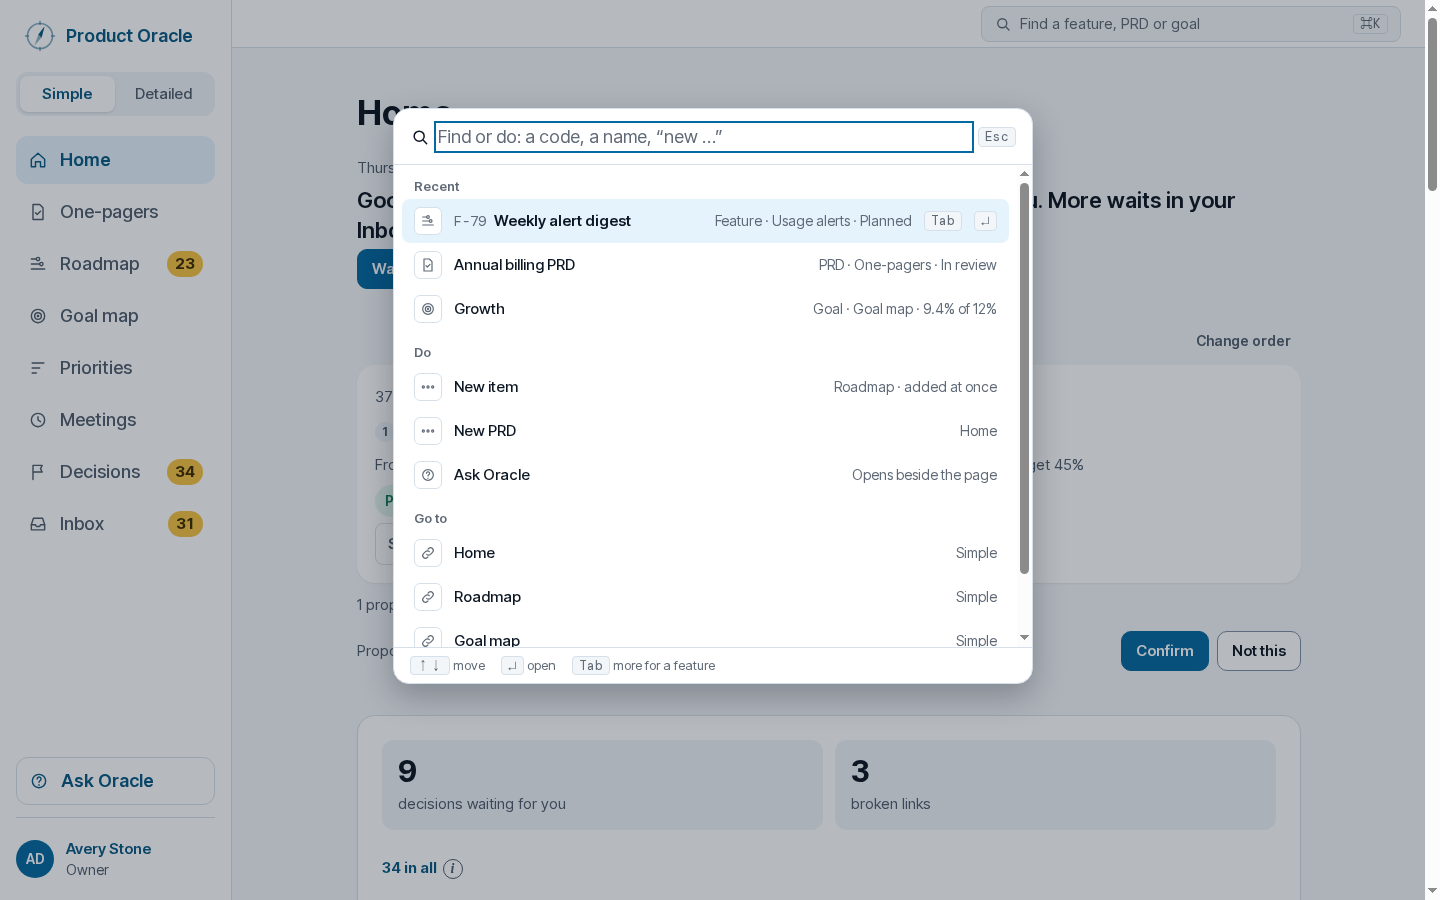 Product Oracle
Find a feature, PRD or goal
⌘K
Simple
Detailed
Home
One-pagers
Roadmap 23
Goal map
Priorities
Meetings
Decisions 34
Inbox 31
Ask Oracle
AD
Avery Stone
Owner
Find or do: a code, a name, “new …”
Esc
Recent
F-79 Weekly alert digest Feature · Usage alerts · Planned Tab ↵
Annual billing PRD PRD · One-pagers · In review
Growth Goal · Goal map · 9.4% of 12%
Do
New item Roadmap · added at once
New PRD Home
Ask Oracle Opens beside the page
Go to
Home Simple
Roadmap Simple
Goal map Simple
↑ ↓ move ↵ open Tab more for a feature
More waits in your
Change order
37
1
45%
1
Confirm
Not this
9
decisions waiting for you
3
broken links
34 in all i